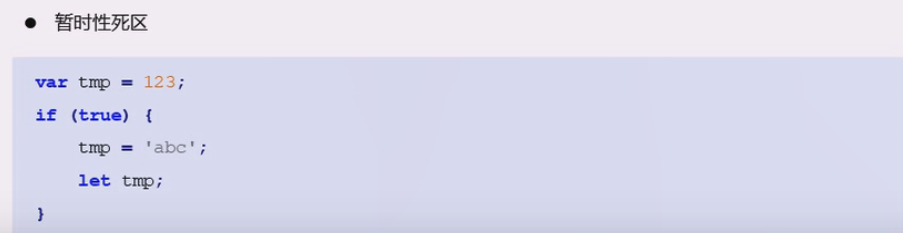 ● 暂时性死区
var tmp = 123;
if (true) {
    tmp = 'abc';
    let tmp;
}